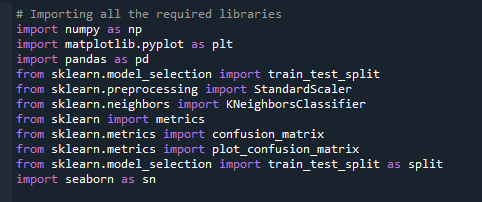 # Importing all the required libraries
import numpy as np
import matplotlib.pyplot as plt
import pandas as pd
from sklearn.model_selection import train_test_split
from sklearn.preprocessing import StandardScaler
from sklearn.neighbors import KNeighborsClassifier
from sklearn import metrics
from sklearn.metrics import confusion_matrix
from sklearn.metrics import plot_confusion_matrix
from sklearn.model_selection import train_test_split as split
import seaborn as sn